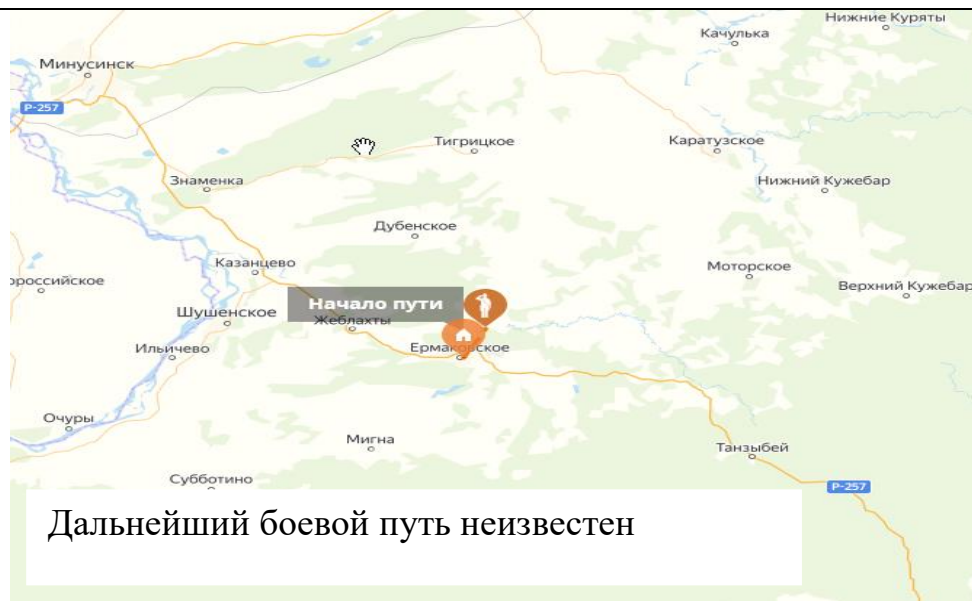 Нижние Куряты
Качулька
Минусинск
Р-257
Тигрицкое
Каратузское
Знаменка
Нижний Кужебар
Дубенское
Казанцево
Моторское
ороссийское
Верхний Кужебар
Начало пути
Шушенское
Жеблахты
Ильичево
Ермаковское
Очуры
Мигна
Танзыбей
Субботино
Р-257
Дальнейший боевой путь неизвестен